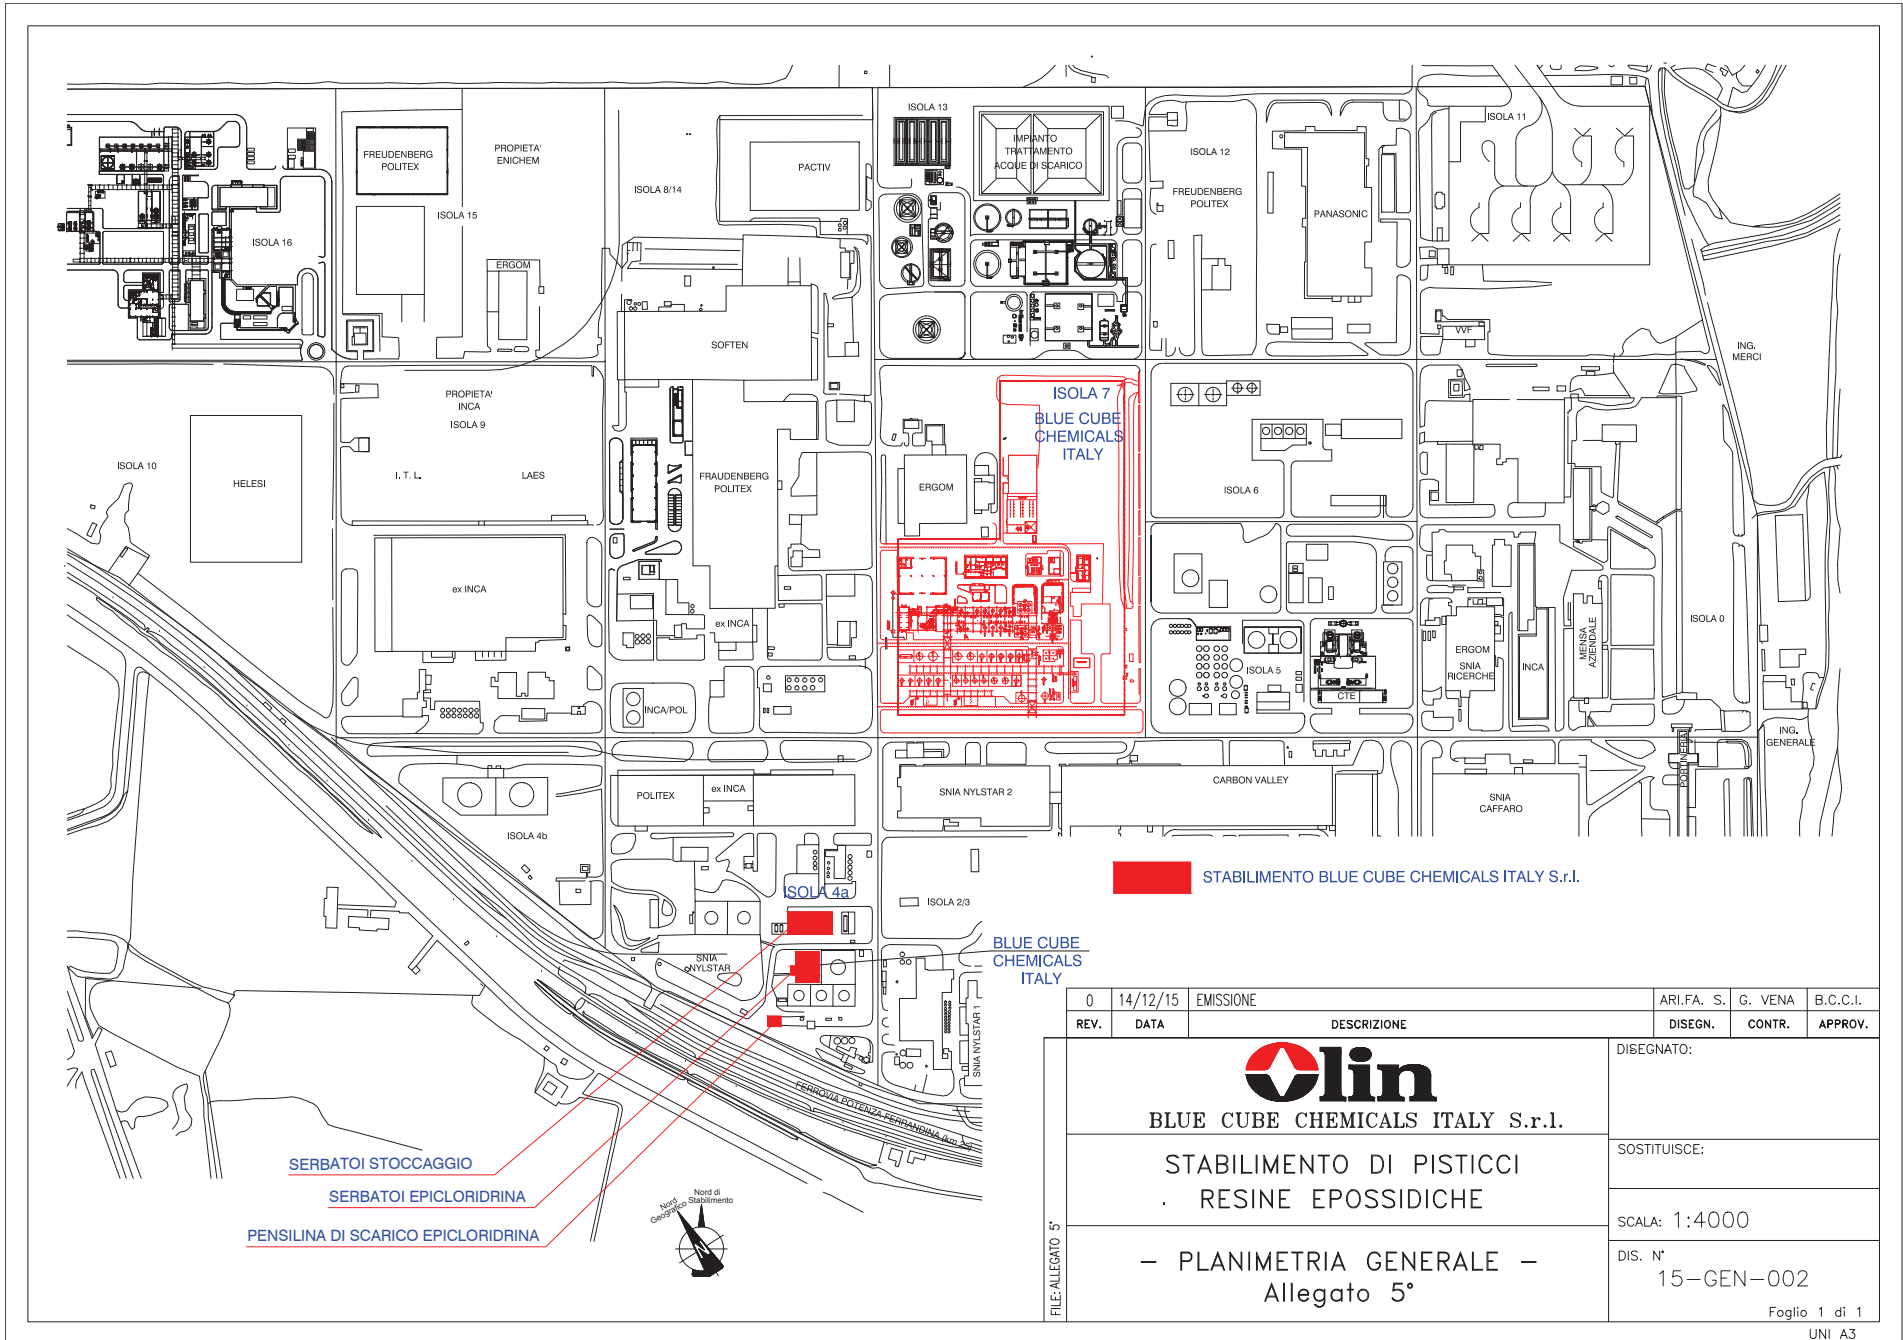 ISOLA 13
ISOLA 11
IMPIANTO
TRATTAMENTO
ACQUE DI SCARICO
PROPIETA'
ENICHEM
FREUDENBERG
POLITEX
PACTIV
ISOLA 12
ISOLA 8/14
FREUDENBERG
POLITEX
ISOLA 15
PANASONIC
ISOLA 16
ERGOM
VVF
SOFTEN
ING.
MERCI
PROPIETA'
INCA
ISOLA 9
ISOLA 7
BLUE CUBE
CHEMICALS
ITALY
ISOLA 10
HELESI
I. T. L.
LAES
FRAUDENBERG
POLITEX
ERGOM
ISOLA 6
ex INCA
ex INCA
ISOLA 0
MENSA
AZIENDALE
ERGOM
SNIA
RICERCHE
INCA
ISOLA 5
CTE
INCA/POL
ING.
GENERALE
PORTINERIA
POLITEX
ex INCA
SNIA NYLSTAR 2
CARBON VALLEY
SNIA
CAFFARO
ISOLA 4b
STABILIMENTO BLUE CUBE CHEMICALS ITALY S.r.l.
ISOLA 4a
ISOLA 2/3
BLUE CUBE
CHEMICALS
ITALY
SNIA
NYLSTAR
SNIA NYLSTAR 1
FERROVIA POTENZA FERRANDINA (km 25)
SERBATOI STOCCAGGIO
SERBATOI EPICLORIDRINA
PENSILINA DI SCARICO EPICLORIDRINA
Nord
Geografico
Nord di
Stabilimento
N
0 14/12/15 EMISSIONE ARI.FA. S. G. VENA B.C.C.I.
REV. DATA DESCRIZIONE DISEGN. CONTR. APPROV.
Olin
BLUE CUBE CHEMICALS ITALY S.r.l.
STABILIMENTO DI PISTICCI
RESINE EPOSSIDICHE
- PLANIMETRIA GENERALE -
Allegato 5°
DISEGNATO:
SOSTITUISCE:
SCALA: 1:4000
DIS. N°
15-GEN-002
Foglio 1 di 1
FILE: ALLEGATO 5°
UNI A3